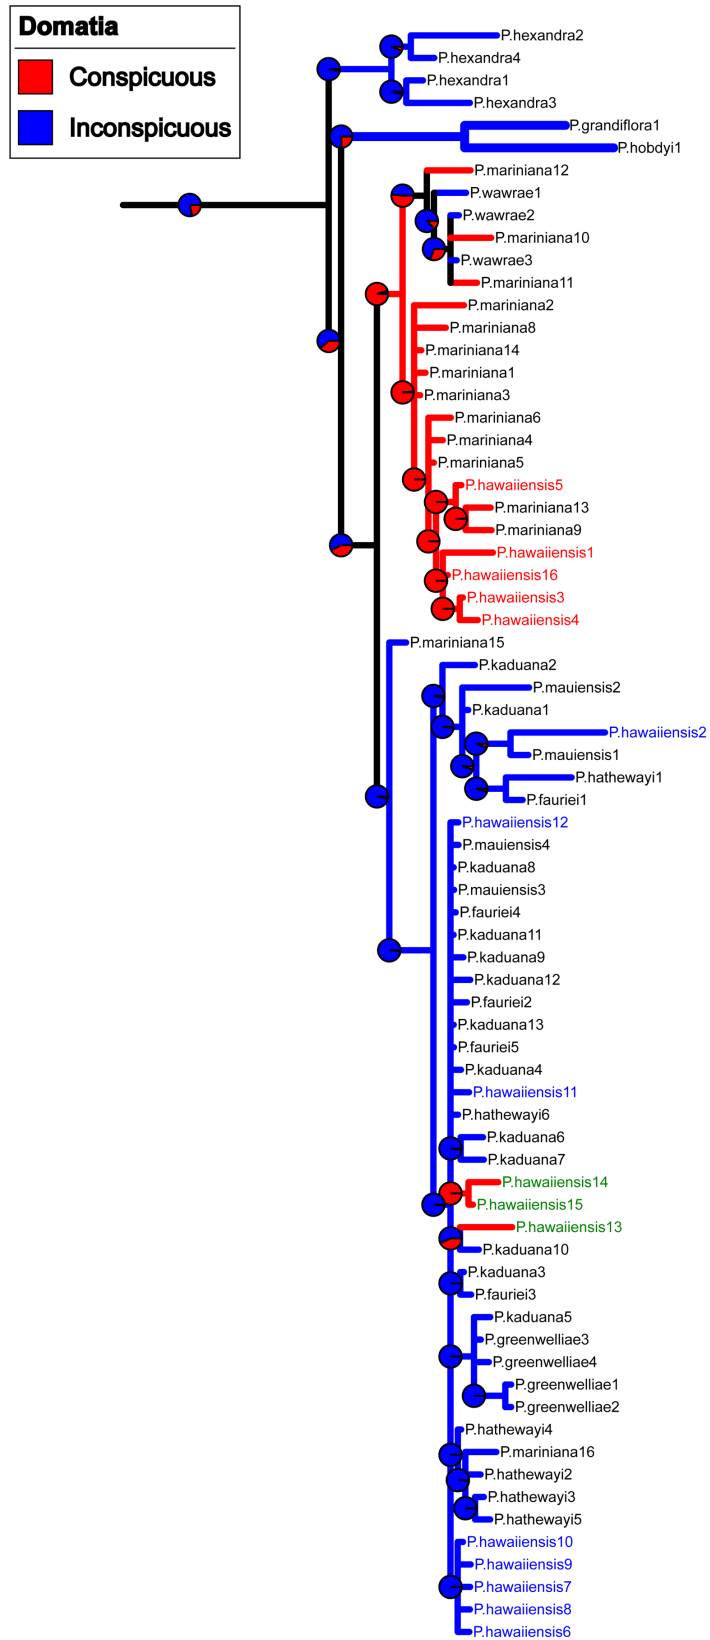 Domatia
Conspicuous
Inconspicuous
P.hexandra2
P.hexandra4
P.hexandra1
P.hexandra3
P.grandiflora1
P.hobdyi1
P.mariniana12
P.wawrae1
P.wawrae2
P.mariniana10
P.wawrae3
P.mariniana11
P.mariniana2
P.mariniana8
P.mariniana14
P.mariniana1
P.mariniana3
P.mariniana6
P.mariniana4
P.mariniana5
P.hawaiiensis5
P.mariniana13
P.mariniana9
P.hawaiiensis1
P.hawaiiensis16
P.hawaiiensis3
P.hawaiiensis4
P.mariniana15
P.kaduana2
P.mauiensis2
P.kaduana1
P.hawaiiensis2
P.mauiensis1
P.hathewayi1
P.fauriei1
P.hawaiiensis12
P.mauiensis4
P.kaduana8
P.mauiensis3
P.fauriei4
P.kaduana11
P.kaduana9
P.kaduana12
P.fauriei2
P.kaduana13
P.fauriei5
P.kaduana4
P.hawaiiensis11
P.hathewayi6
P.kaduana6
P.kaduana7
P.hawaiiensis14
P.hawaiiensis15
P.hawaiiensis13
P.kaduana10
P.kaduana3
P.fauriei3
P.kaduana5
P.greenwelliae3
P.greenwelliae4
P.greenwelliae1
P.greenwelliae2
P.hathewayi4
P.mariniana16
P.hathewayi2
P.hathewayi3
P.hathewayi5
P.hawaiiensis10
P.hawaiiensis9
P.hawaiiensis7
P.hawaiiensis8
P.hawaiiensis6